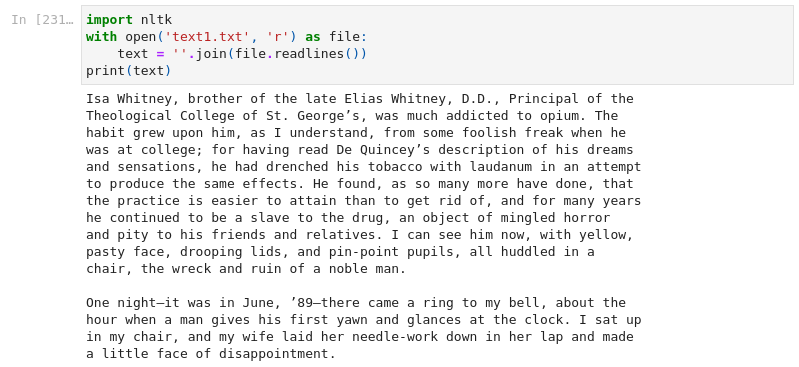 In [231…
import nltk
with open('text1.txt', 'r') as file:
    text = ''.join(file.readlines())
print(text)
Isa Whitney, brother of the late Elias Whitney, D.D., Principal of the
Theological College of St. George’s, was much addicted to opium. The
habit grew upon him, as I understand, from some foolish freak when he
was at college; for having read De Quincey’s description of his dreams
and sensations, he had drenched his tobacco with laudanum in an attempt
to produce the same effects. He found, as so many more have done, that
the practice is easier to attain than to get rid of, and for many years
he continued to be a slave to the drug, an object of mingled horror
and pity to his friends and relatives. I can see him now, with yellow,
pasty face, drooping lids, and pin-point pupils, all huddled in a
chair, the wreck and ruin of a noble man.

One night—it was in June, ’89—there came a ring to my bell, about the
hour when a man gives his first yawn and glances at the clock. I sat up
in my chair, and my wife laid her needle-work down in her lap and made
a little face of disappointment.